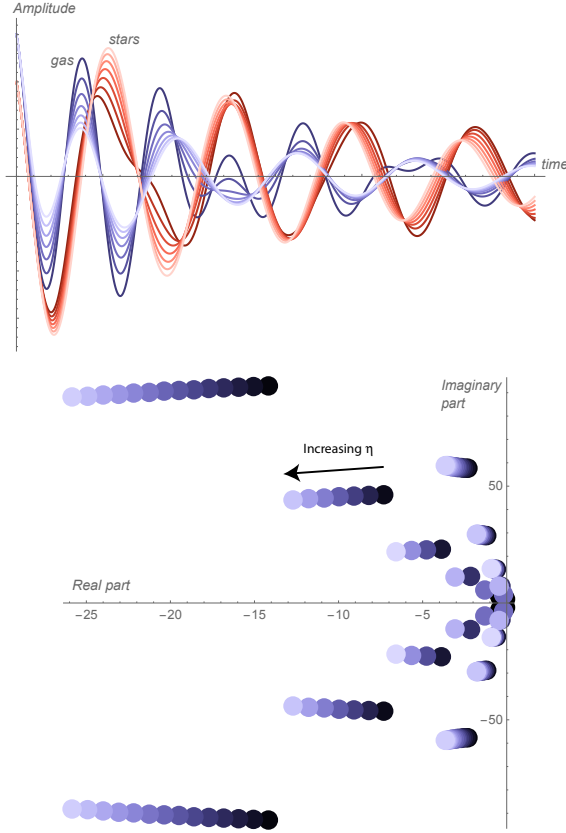 Amplitude
stars
gas
time
Imaginary
part
Increasing η
50
Real part
−25
−20
−15
−10
−5
−50